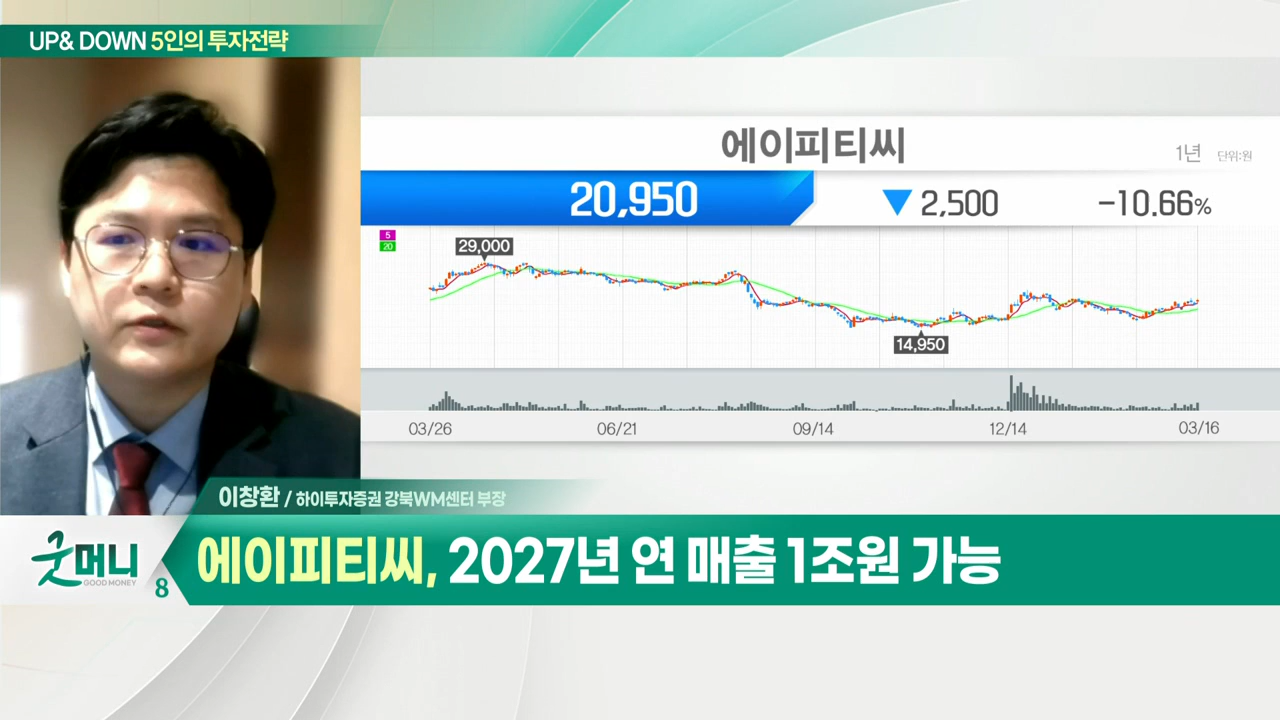 UP& DOWN 5인의 투자전략
에이피티씨
1년 단위:원
20,950 ▼ 2,500 -10.66%
5
20
29,000
14,950
03/26 06/21 09/14 12/14 03/16
이창환 / 하이투자증권 강북WM센터 부장
굿머니
GOOD MONEY
8
에이피티씨, 2027년 연 매출 1조원 가능